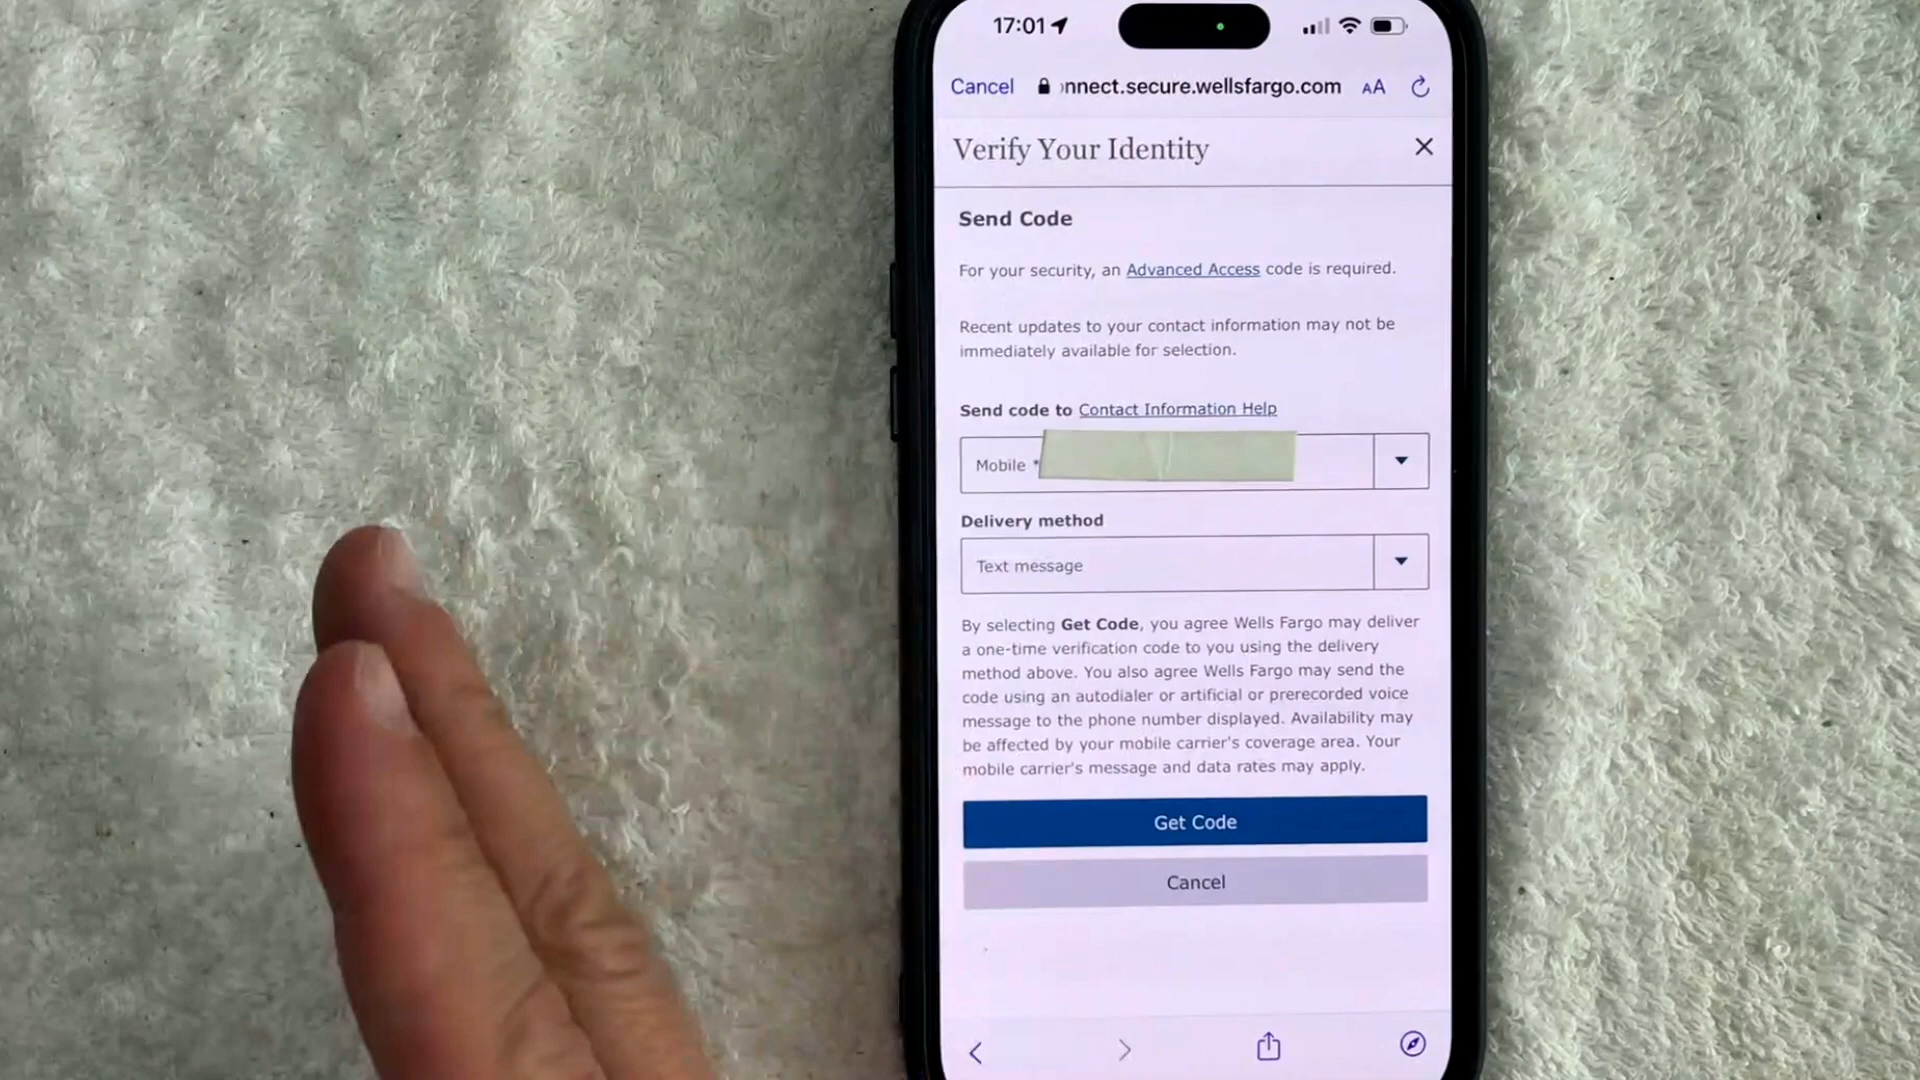 17:01
Cancel nnect.secure.wellsfargo.com AA
Verify Your Identity
Send Code
For your security, an Advanced Access code is required.
Recent updates to your contact information may not be
immediately available for selection.
Send code to Contact Information Help
Mobile *
Delivery method
Text message
By selecting Get Code, you agree Wells Fargo may deliver
a one-time verification code to you using the delivery
method above. You also agree Wells Fargo may send the
code using an autodialer or artificial or prerecorded voice
message to the phone number displayed. Availability may
be affected by your mobile carrier's coverage area. Your
mobile carrier's message and data rates may apply.
Get Code
Cancel